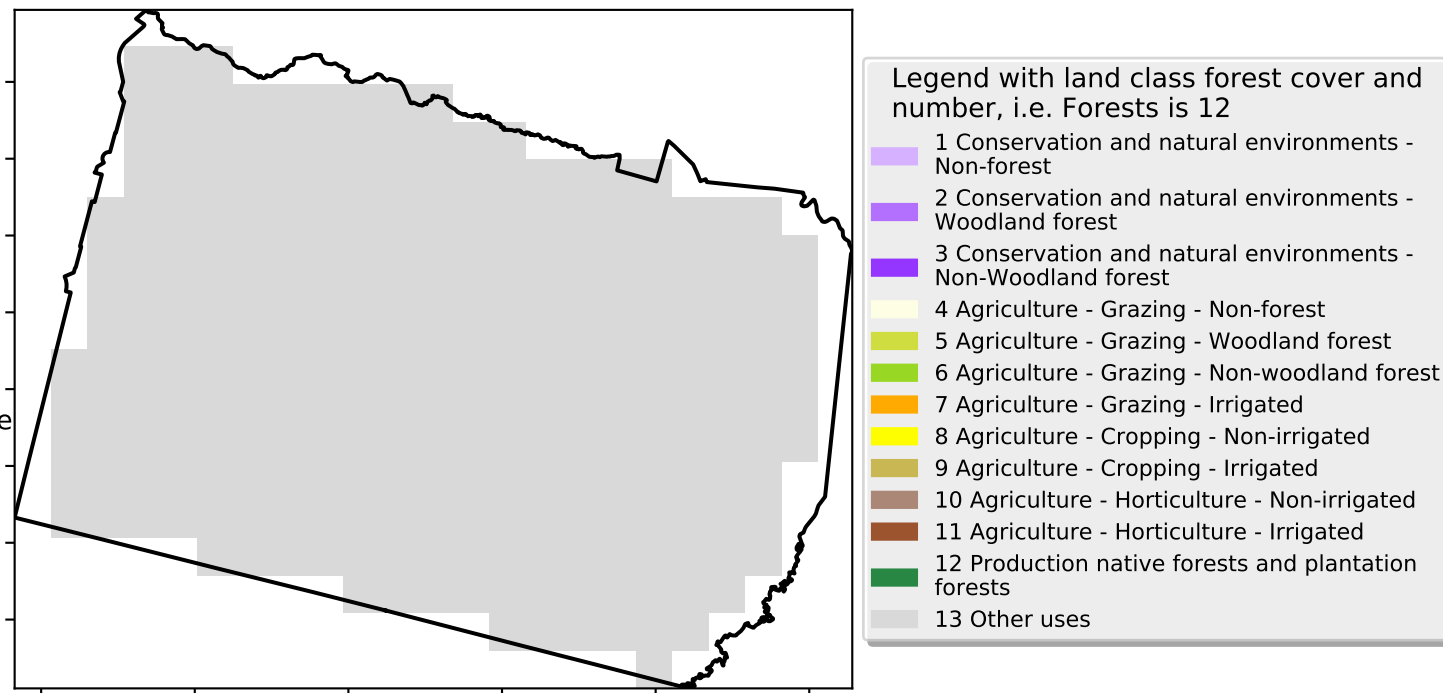 e
Legend with land class forest cover and
number, i.e. Forests is 12
1 Conservation and natural environments -
Non-forest
2 Conservation and natural environments -
Woodland forest
3 Conservation and natural environments -
Non-Woodland forest
4 Agriculture - Grazing - Non-forest
5 Agriculture - Grazing - Woodland forest
6 Agriculture - Grazing - Non-woodland forest
7 Agriculture - Grazing - Irrigated
8 Agriculture - Cropping - Non-irrigated
9 Agriculture - Cropping - Irrigated
10 Agriculture - Horticulture - Non-irrigated
11 Agriculture - Horticulture - Irrigated
12 Production native forests and plantation
forests
13 Other uses